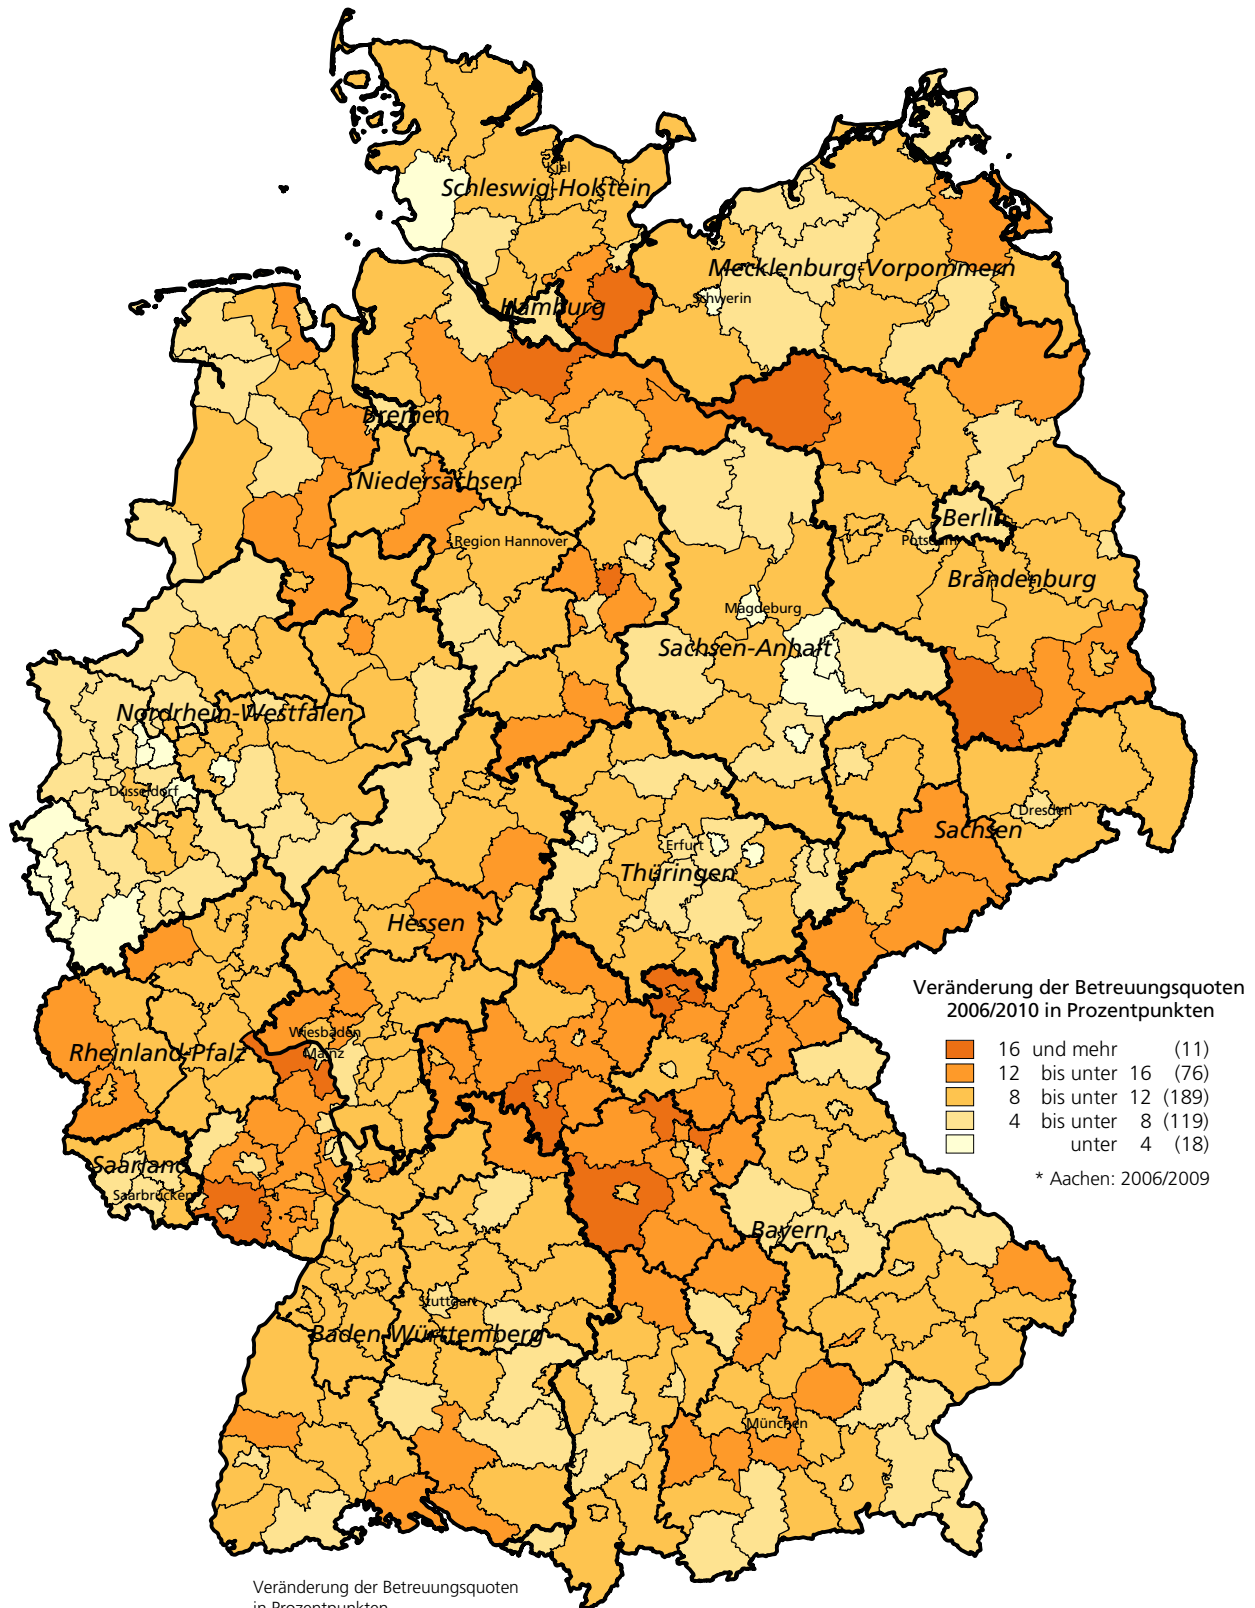 Kiel
Schleswig-Holstein
Mecklenburg-Vorpommern
Schwerin
Hamburg
Bremen
Niedersachsen
Berlin
Region Hannover
Potsdam
Brandenburg
Magdeburg
Sachsen-Anhalt
Nordrhein-Westfalen
Düsseldorf
Dresden
Sachsen
Erfurt
Thüringen
Hessen
Veränderung der Betreuungsquoten
2006/2010 in Prozentpunkten
16 und mehr (11)
12 bis unter 16 (76)
8 bis unter 12 (189)
4 bis unter 8 (119)
unter 4 (18)
* Aachen: 2006/2009
Wiesbaden
Rheinland-Pfalz
Mainz
Saarland
Saarbrücken
Bayern
Stuttgart
Baden-Württemberg
München
Veränderung der Betreuungsquoten
in Prozentpunkten